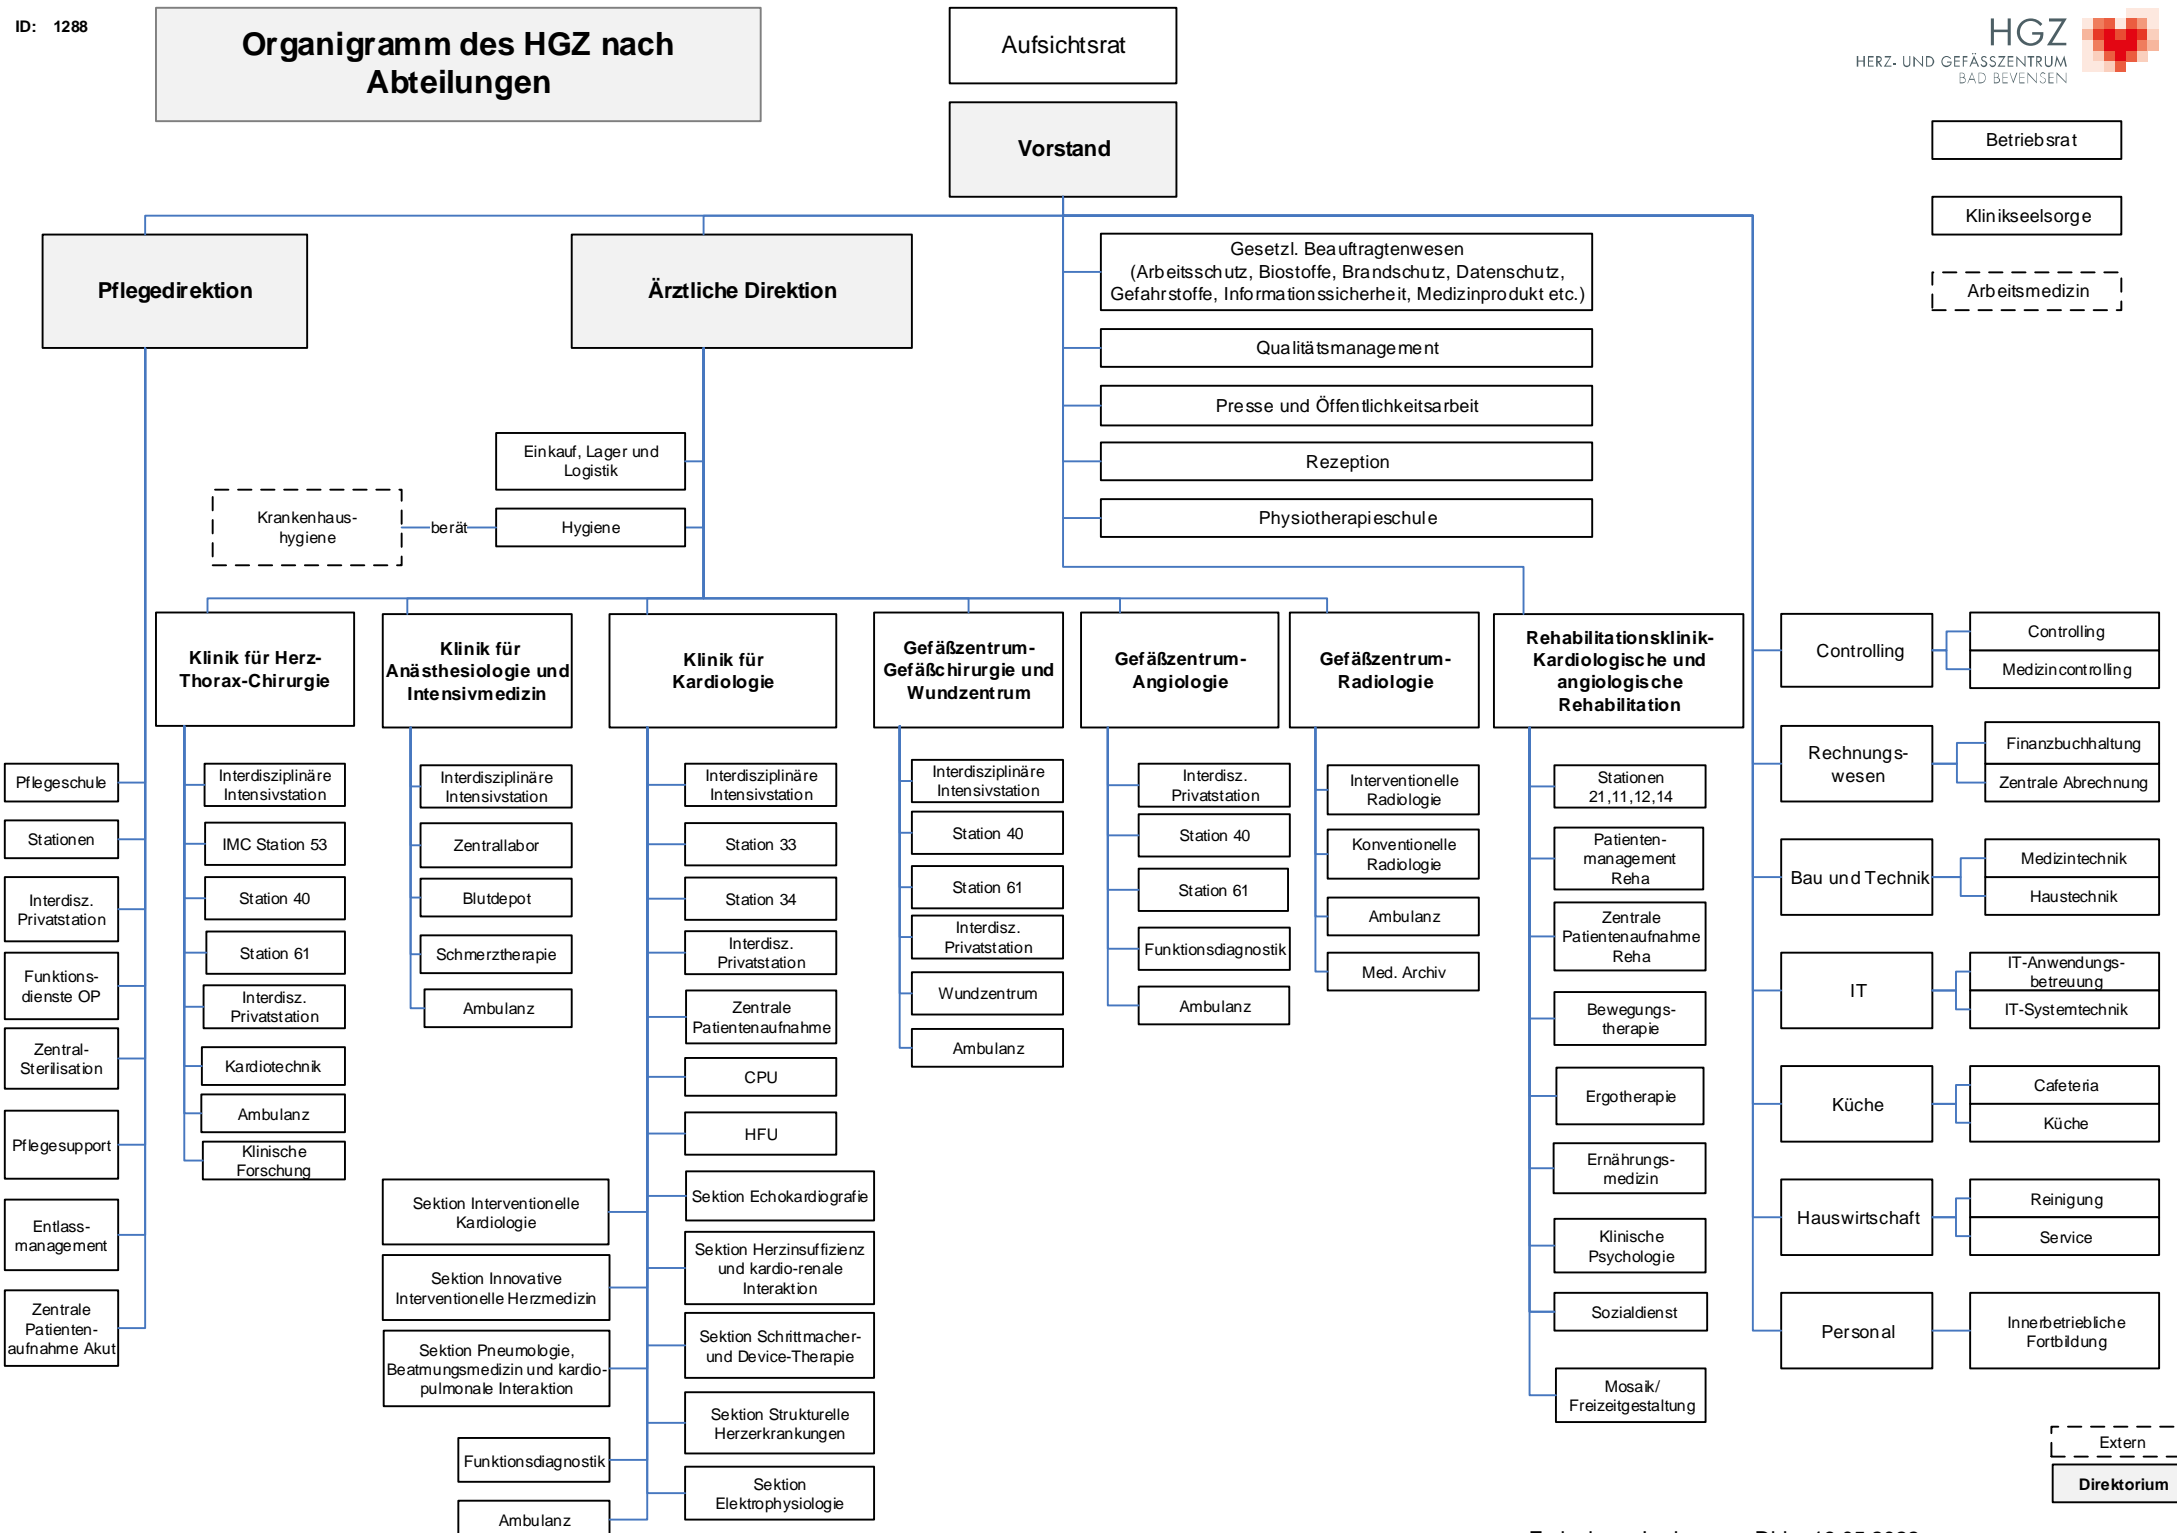 ID: 1288
Organigramm des HGZ nach
Abteilungen
Aufsichtsrat
HGZ
HERZ- UND GEFÄSSZENTRUM
BAD BEVENSEN
Vorstand
Betriebsrat
Klinikseelsorge
Arbeitsmedizin
Pflegedirektion
Ärztliche Direktion
Gesetzl. Beauftragtenwesen
(Arbeitsschutz, Biostoffe, Brandschutz, Datenschutz,
Gefahrstoffe, Informationssicherheit, Medizinprodukt etc.)
Qualitätsmanagement
Presse und Öffentlichkeitsarbeit
Rezeption
Physiotherapieschule
Einkauf, Lager und
Logistik
Krankenhaus-
hygiene
berät
Hygiene
Pflegeschule
Stationen
Interdisz.
Privatstation
Funktions-
dienste OP
Zentral-
Sterilisation
Pflegesupport
Entlass-
management
Zentrale
Patienten-
aufnahme Akut
Klinik für Herz-
Thorax-Chirurgie
Interdisziplinäre
Intensivstation
IMC Station 53
Station 40
Station 61
Interdisz.
Privatstation
Kardiotechnik
Ambulanz
Klinische
Forschung
Klinik für
Anästhesiologie und
Intensivmedizin
Interdisziplinäre
Intensivstation
Zentrallabor
Blutdepot
Schmerztherapie
Ambulanz
Klinik für
Kardiologie
Interdisziplinäre
Intensivstation
Station 33
Station 34
Interdisz.
Privatstation
Zentrale
Patientenaufnahme
CPU
HFU
Sektion Echokardiografie
Sektion Interventionelle
Kardiologie
Sektion Herzinsuffizienz
und kardio-renale
Interaktion
Sektion Innovative
Interventionelle Herzmedizin
Sektion Schrittmacher-
und Device-Therapie
Sektion Pneumologie,
Beatmungsmedizin und kardio-
pulmonale Interaktion
Sektion Strukturelle
Herzerkrankungen
Funktionsdiagnostik
Sektion
Elektrophysiologie
Ambulanz
Gefäßzentrum-
Gefäßchirurgie und
Wundzentrum
Interdisziplinäre
Intensivstation
Station 40
Station 61
Interdisz.
Privatstation
Wundzentrum
Ambulanz
Gefäßzentrum-
Angiologie
Interdisz.
Privatstation
Station 40
Station 61
Funktionsdiagnostik
Ambulanz
Gefäßzentrum-
Radiologie
Interventionelle
Radiologie
Konventionelle
Radiologie
Ambulanz
Med. Archiv
Rehabilitationsklinik-
Kardiologische und
angiologische
Rehabilitation
Stationen
21,11,12,14
Patienten-
management
Reha
Zentrale
Patientenaufnahme
Reha
Bewegungs-
therapie
Ergotherapie
Ernährungs-
medizin
Klinische
Psychologie
Sozialdienst
Mosaik/
Freizeitgestaltung
Controlling
Controlling
Medizincontrolling
Rechnungs-
wesen
Finanzbuchhaltung
Zentrale Abrechnung
Bau und Technik
Medizintechnik
Haustechnik
IT
IT-Anwendungs-
betreuung
IT-Systemtechnik
Küche
Cafeteria
Küche
Hauswirtschaft
Reinigung
Service
Personal
Innerbetriebliche
Fortbildung
Extern
Direktorium